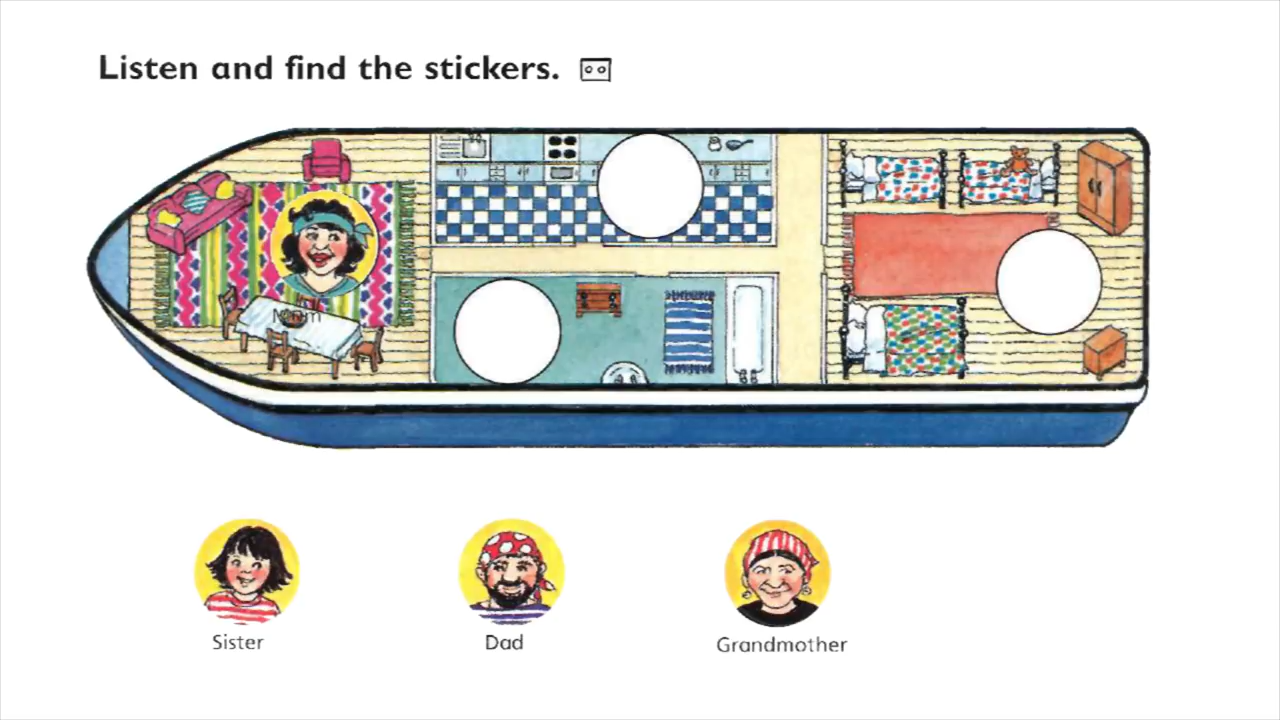 Listen and find the stickers.
Mum
Sister
Dad
Grandmother